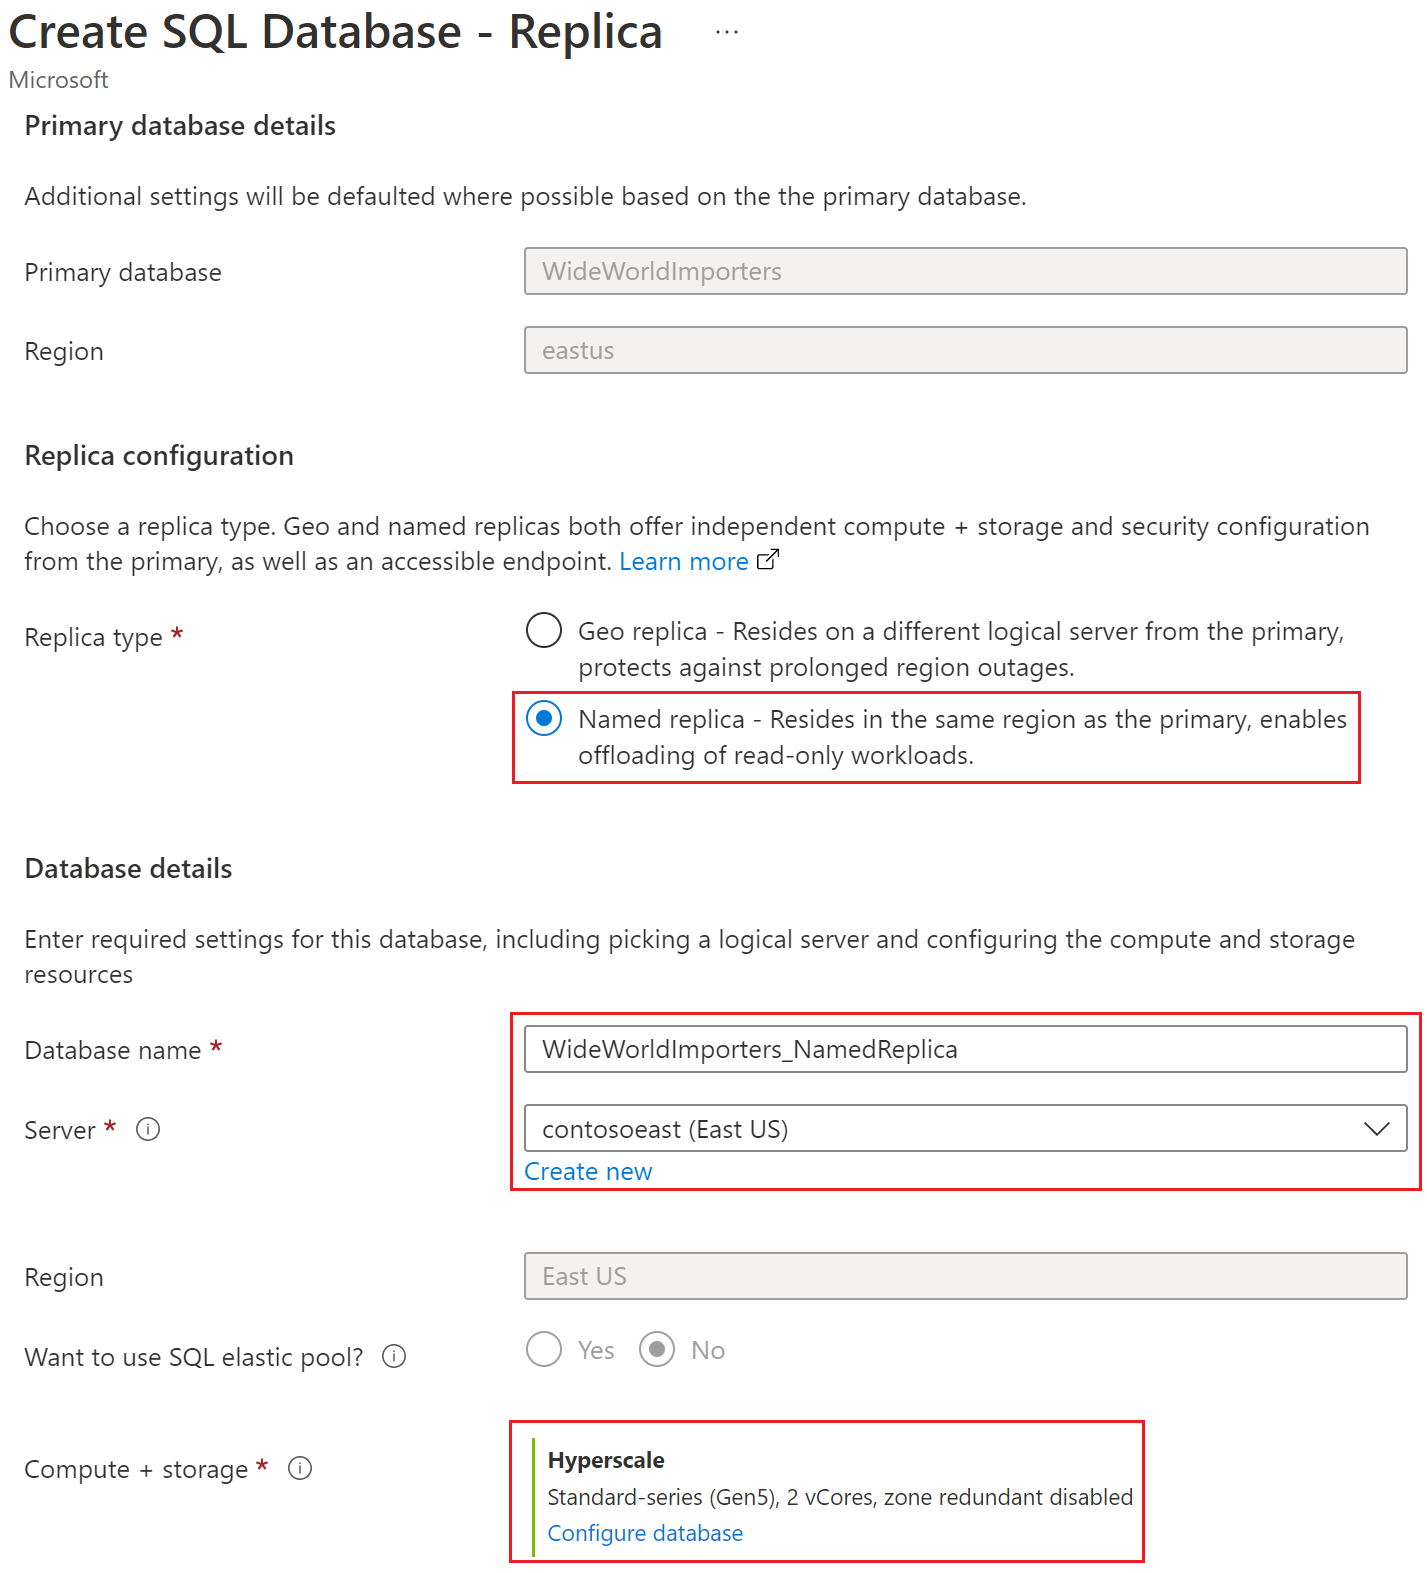 Create SQL Database - Replica ...
Microsoft
Primary database details
Additional settings will be defaulted where possible based on the the primary database.
Primary database
WideWorldImporters
Region
eastus
Replica configuration
Choose a replica type. Geo and named replicas both offer independent compute + storage and security configuration
from the primary, as well as an accessible endpoint. Learn more
Replica type *
Geo replica - Resides on a different logical server from the primary,
protects against prolonged region outages.
Named replica - Resides in the same region as the primary, enables
offloading of read-only workloads.
Database details
Enter required settings for this database, including picking a logical server and configuring the compute and storage
resources
Database name *
WideWorldImporters_NamedReplica
Server *
contosoeast (East US)
Create new
Region
East US
Want to use SQL elastic pool?
Yes No
Compute + storage *
Hyperscale
Standard-series (Gen5), 2 vCores, zone redundant disabled
Configure database